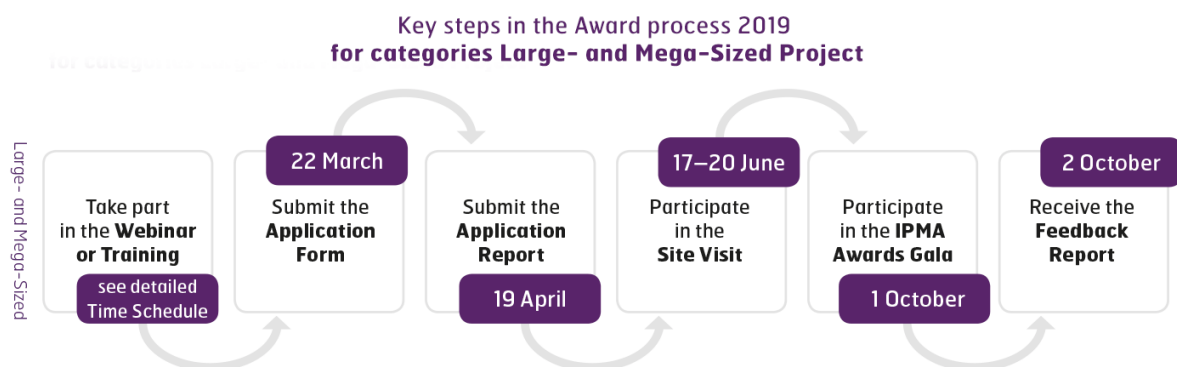 Key steps in the Award process 2019
for categories Large- and Mega-Sized Project
Large- and Mega-Sized
Take part
in the Webinar
or Training
see detailed
Time Schedule
22 March
Submit the
Application
Form
Submit the
Application
Report
19 April
17–20 June
Participate
in the
Site Visit
Participate
in the IPMA
Awards Gala
1 October
2 October
Receive the
Feedback
Report